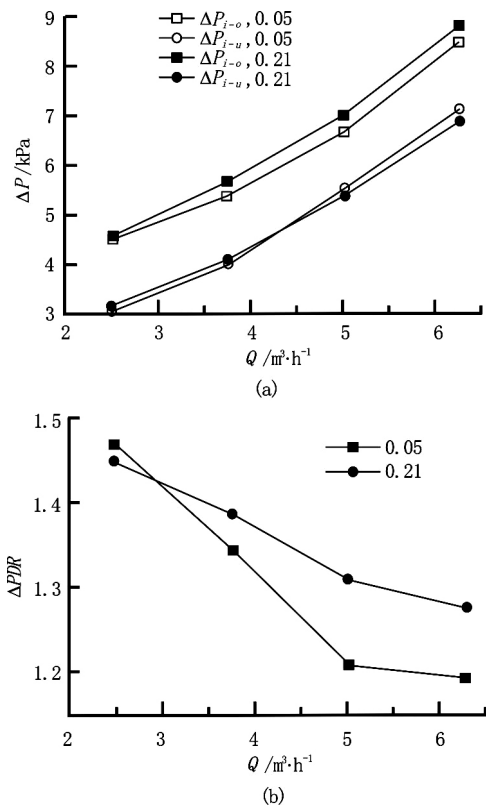 ΔP_{i-o}, 0.05
ΔP_{i-u}, 0.05
ΔP_{i-o}, 0.21
ΔP_{i-u}, 0.21
9
8
7
6
5
4
3
ΔP/kPa
2 3 4 5 6
Q/m³·h⁻¹
(a)
0.05
0.21
1.5
1.4
1.3
1.2
ΔPDR
2 3 4 5 6
Q/m³·h⁻¹
(b)